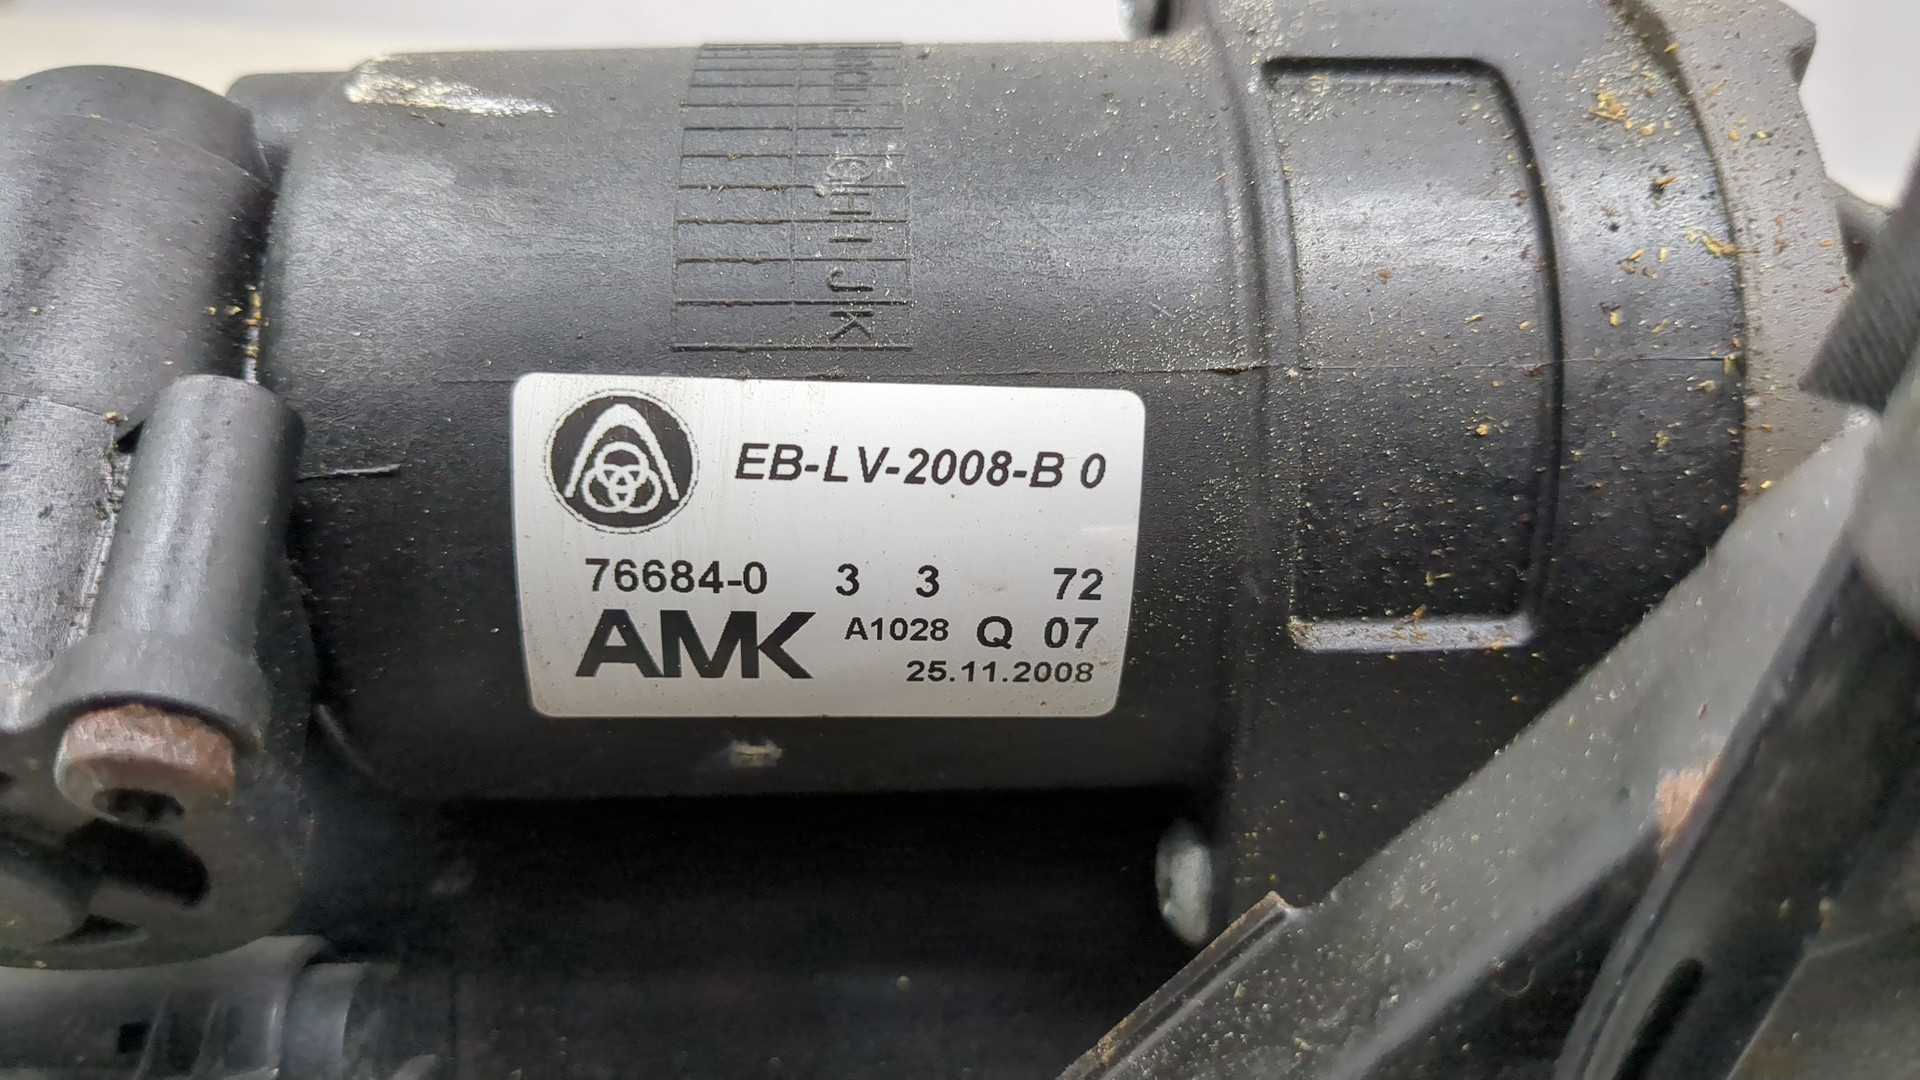 G H I J K
EB-LV-2008-B 0
76684-0 3 3 72
AMK A1028 Q 07
25.11.2008